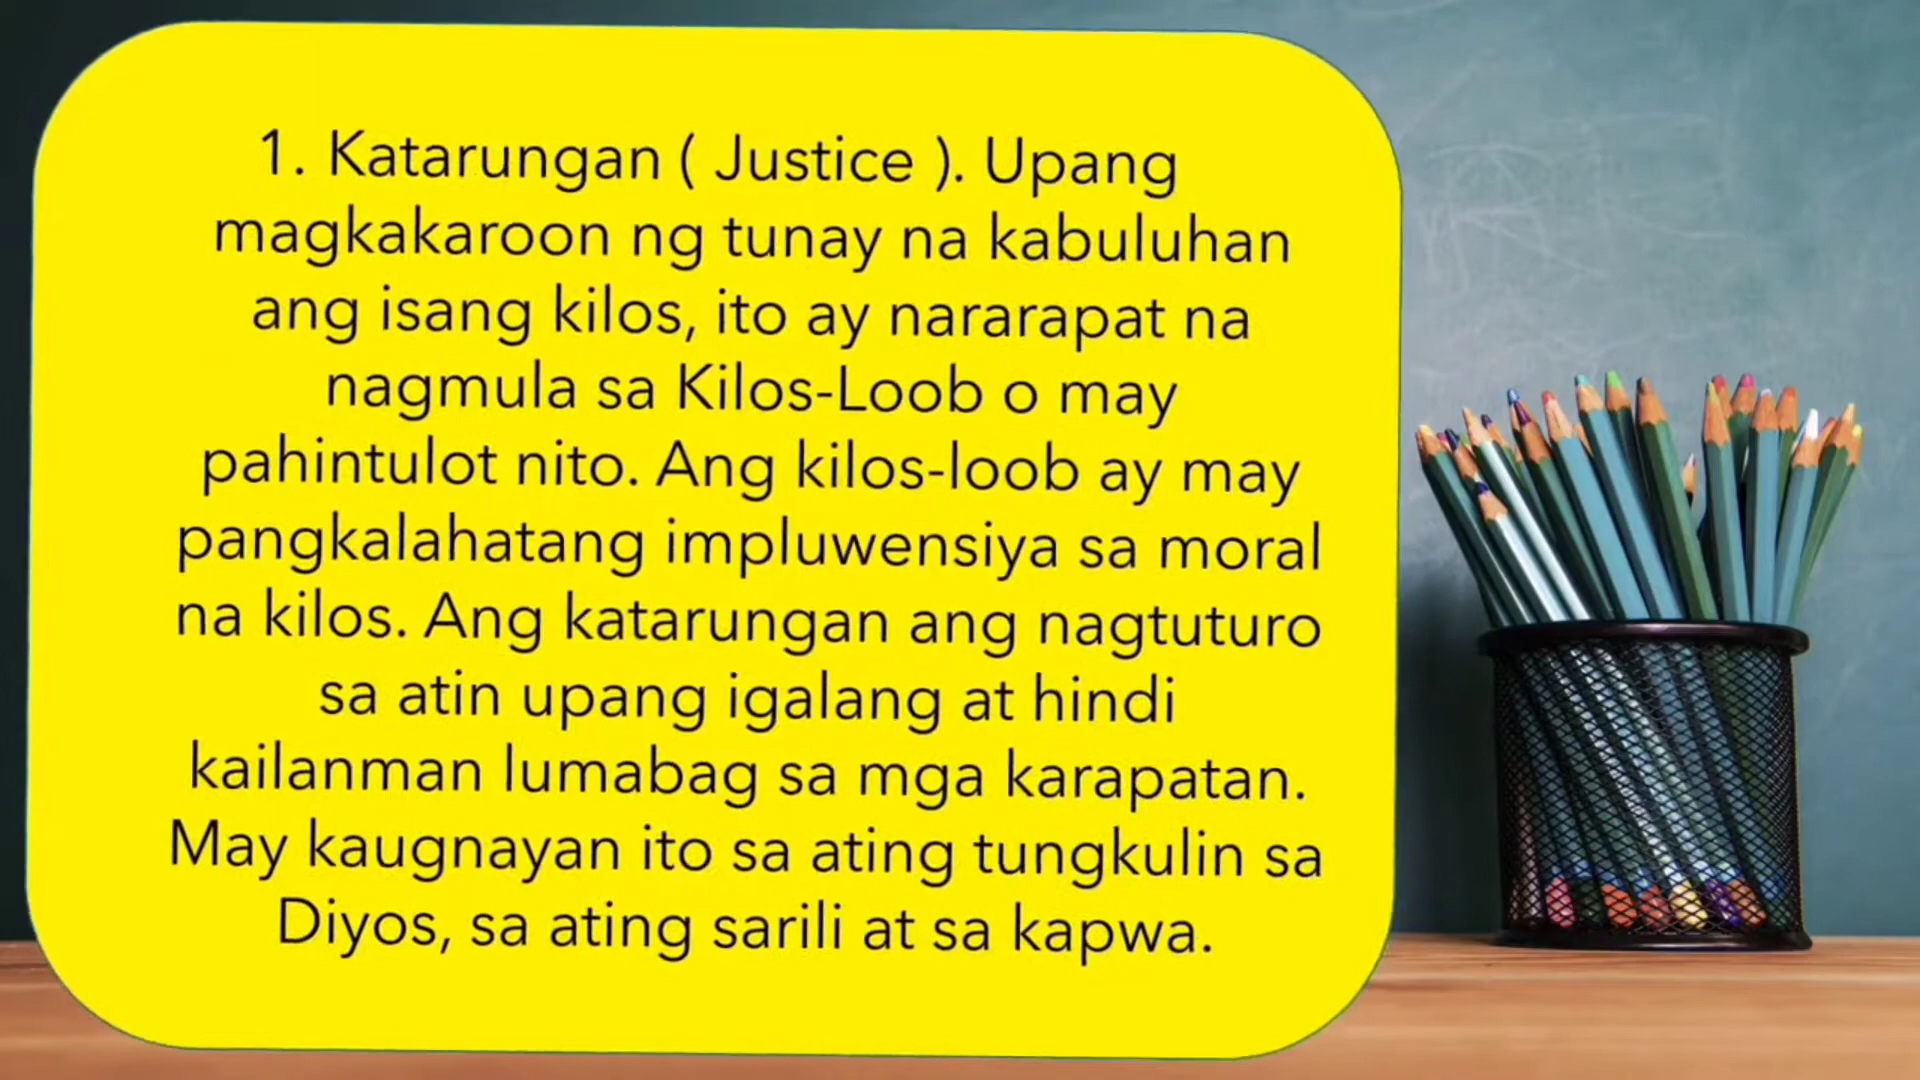 1. Katarungan ( Justice ). Upang
magkakaroon ng tunay na kabuluhan
ang isang kilos, ito ay nararapat na
nagmula sa Kilos-Loob o may
pahintulot nito. Ang kilos-loob ay may
pangkalahatang impluwensiya sa moral
na kilos. Ang katarungan ang nagtuturo
sa atin upang igalang at hindi
kailanman lumabag sa mga karapatan.
May kaugnayan ito sa ating tungkulin sa
Diyos, sa ating sarili at sa kapwa.